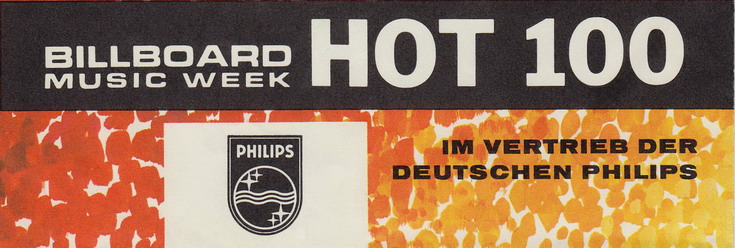 BILLBOARD
MUSIC WEEK
HOT 100
PHILIPS
IM VERTRIEB DER
DEUTSCHEN PHILIPS